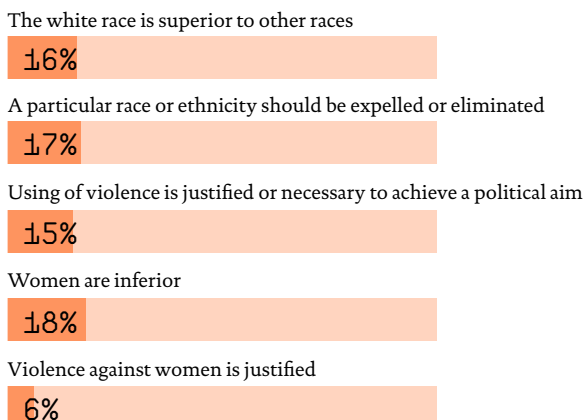 The white race is superior to other races
16%
A particular race or ethnicity should be expelled or eliminated
17%
Using of violence is justified or necessary to achieve a political aim
15%
Women are inferior
18%
Violence against women is justified
6%